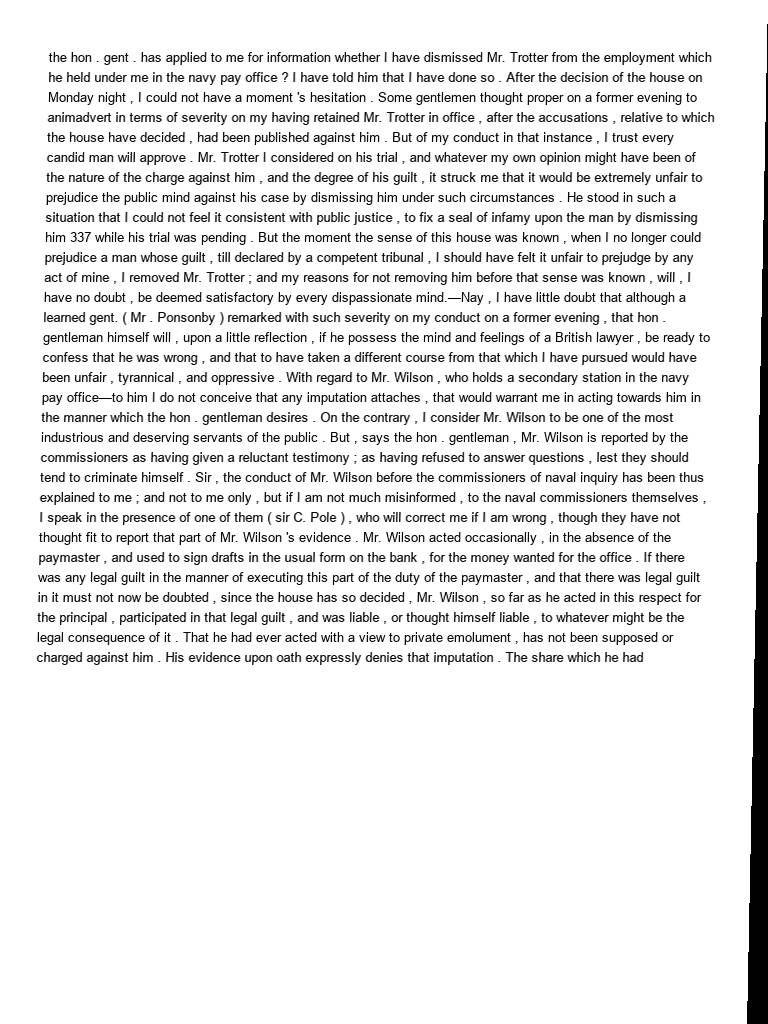 the hon . gent . has applied to me for information whether I have dismissed Mr. Trotter from the employment which
he held under me in the navy pay office ? I have told him that I have done so . After the decision of the house on
Monday night , I could not have a moment 's hesitation . Some gentlemen thought proper on a former evening to
animadvert in terms of severity on my having retained Mr. Trotter in office , after the accusations , relative to which
the house have decided , had been published against him . But of my conduct in that instance , I trust every
candid man will approve . Mr. Trotter I considered on his trial , and whatever my own opinion might have been of
the nature of the charge against him , and the degree of his guilt , it struck me that it would be extremely unfair to
prejudice the public mind against his case by dismissing him under such circumstances . He stood in such a
situation that I could not feel it consistent with public justice , to fix a seal of infamy upon the man by dismissing
him 337 while his trial was pending . But the moment the sense of this house was known , when I no longer could
prejudice a man whose guilt , till declared by a competent tribunal , I should have felt it unfair to prejudge by any
act of mine , I removed Mr. Trotter ; and my reasons for not removing him before that sense was known , will , I
have no doubt , be deemed satisfactory by every dispassionate mind.—Nay , I have little doubt that although a
learned gent. ( Mr . Ponsonby ) remarked with such severity on my conduct on a former evening , that hon .
gentleman himself will , upon a little reflection , if he possess the mind and feelings of a British lawyer , be ready to
confess that he was wrong , and that to have taken a different course from that which I have pursued would have
been unfair , tyrannical , and oppressive . With regard to Mr. Wilson , who holds a secondary station in the navy
pay office—to him I do not conceive that any imputation attaches , that would warrant me in acting towards him in
the manner which the hon . gentleman desires . On the contrary , I consider Mr. Wilson to be one of the most
industrious and deserving servants of the public . But , says the hon . gentleman , Mr. Wilson is reported by the
commissioners as having given a reluctant testimony ; as having refused to answer questions , lest they should
tend to criminate himself . Sir , the conduct of Mr. Wilson before the commissioners of naval inquiry has been thus
explained to me ; and not to me only , but if I am not much misinformed , to the naval commissioners themselves ,
I speak in the presence of one of them ( sir C. Pole ) , who will correct me if I am wrong , though they have not
thought fit to report that part of Mr. Wilson 's evidence . Mr. Wilson acted occasionally , in the absence of the
paymaster , and used to sign drafts in the usual form on the bank , for the money wanted for the office . If there
was any legal guilt in the manner of executing this part of the duty of the paymaster , and that there was legal guilt
in it must not now be doubted , since the house has so decided , Mr. Wilson , so far as he acted in this respect for
the principal , participated in that legal guilt , and was liable , or thought himself liable , to whatever might be the
legal consequence of it . That he had ever acted with a view to private emolument , has not been supposed or
charged against him . His evidence upon oath expressly denies that imputation . The share which he had